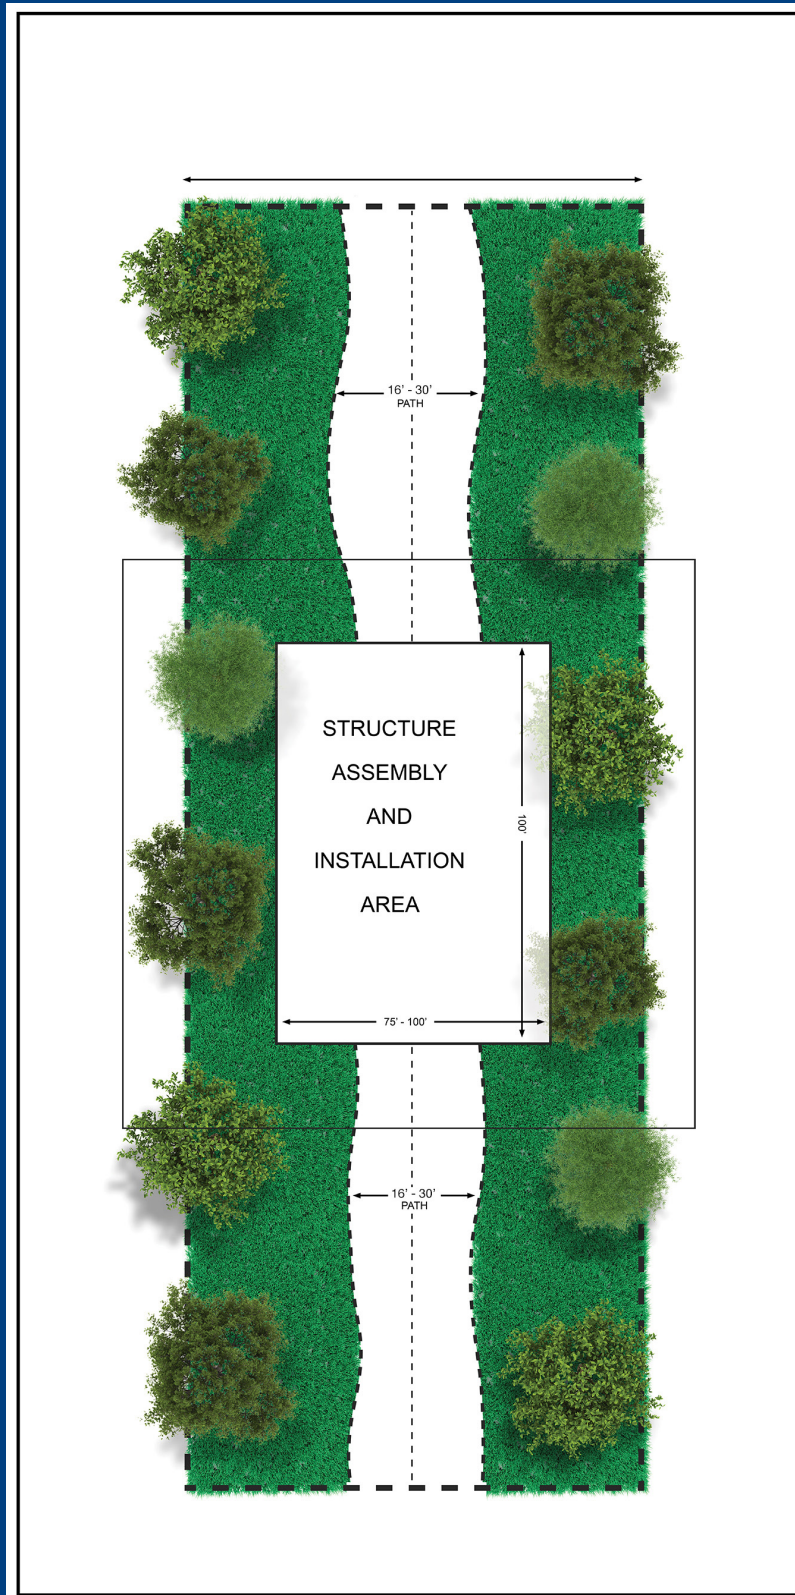 16' - 30'
PATH
STRUCTURE
ASSEMBLY
AND
INSTALLATION
AREA
100'
75' - 100'
16' - 30'
PATH